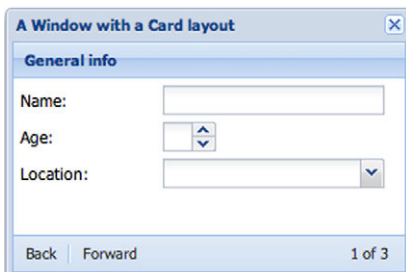 A Window with a Card layout
General info
Name:
Age:
Location:
Back Forward 1 of 3